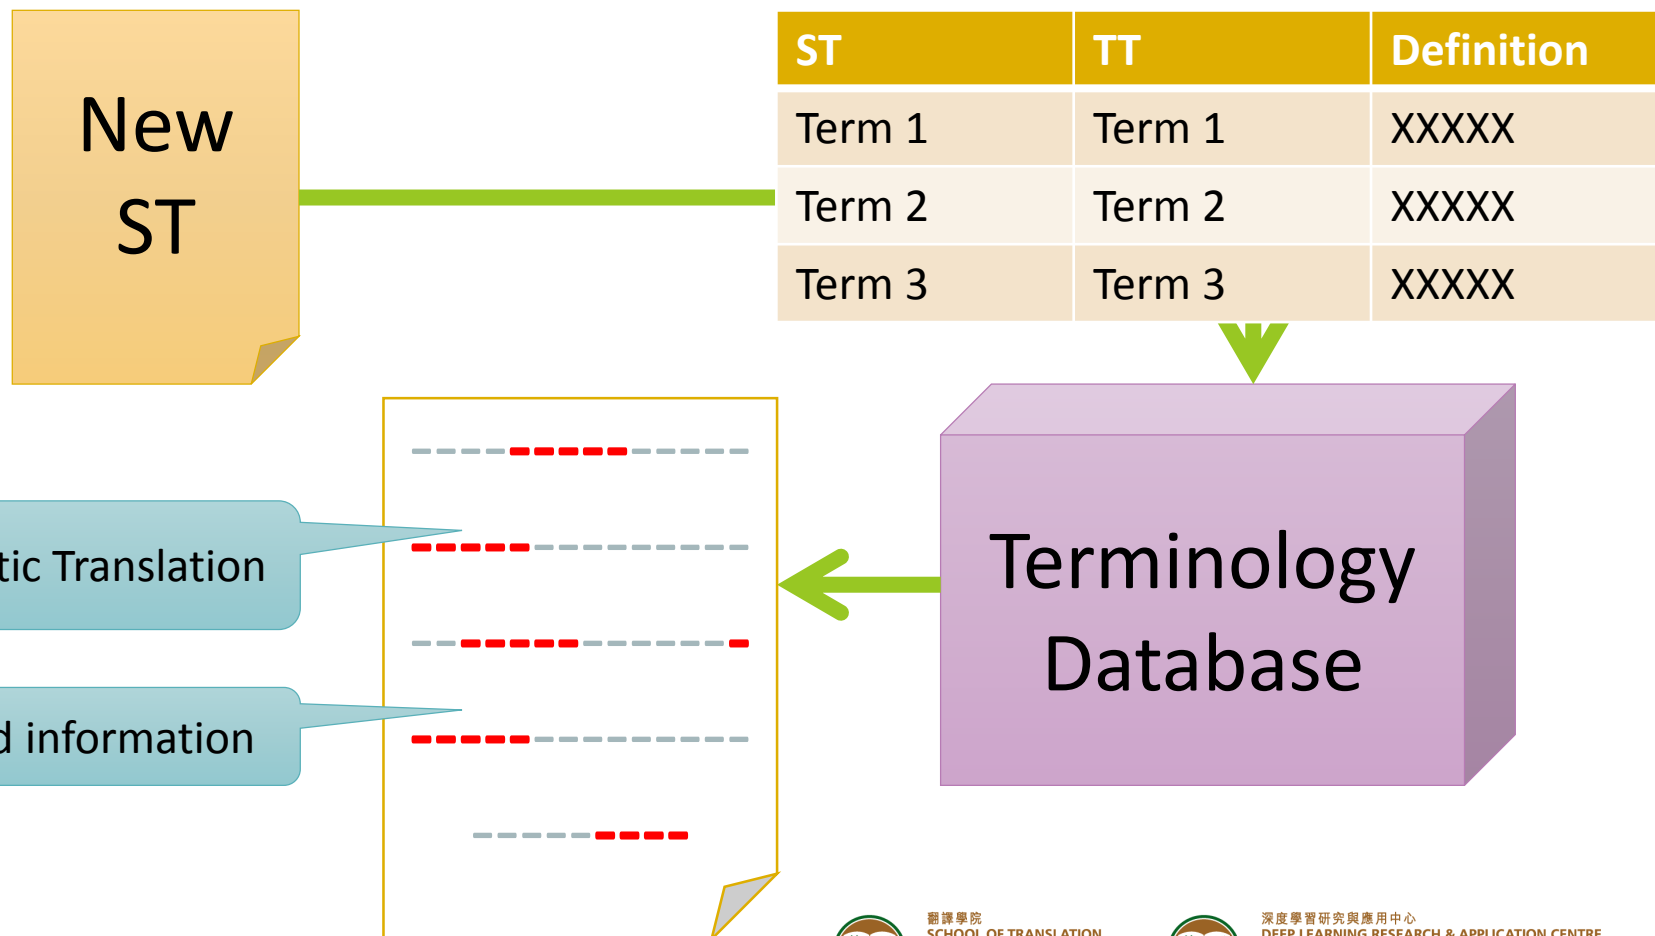 New
ST
ST TT Definition
Term 1 Term 1 XXXXX
Term 2 Term 2 XXXXX
Term 3 Term 3 XXXXX
tic Translation
d information
Terminology
Database
翻譯學院
SCHOOL OF TRANSLATION
深度學習研究與應用中心
DEEP LEARNING RESEARCH & APPLICATION CENTRE